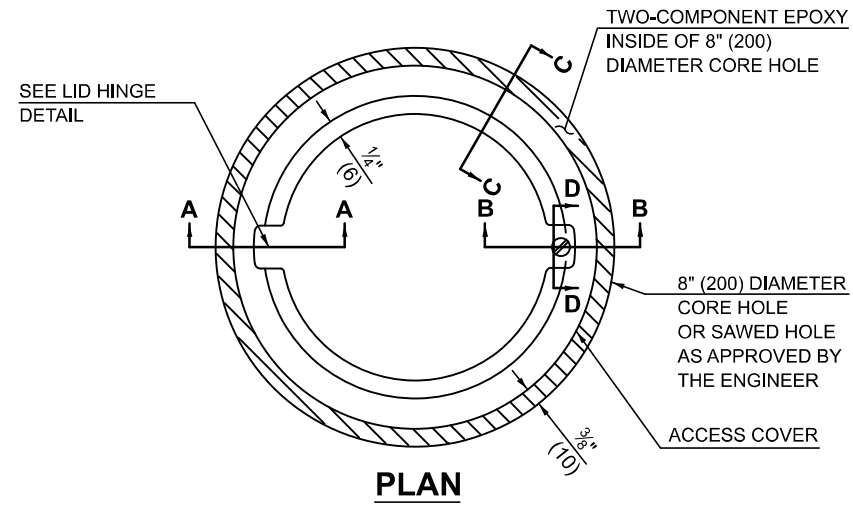 TWO-COMPONENT EPOXY
INSIDE OF 8" (200)
DIAMETER CORE HOLE
SEE LID HINGE
DETAIL
C
C
1/4"
(6)
A
A
B
B
D
D
8" (200) DIAMETER
CORE HOLE
OR SAWED HOLE
AS APPROVED BY
THE ENGINEER
ACCESS COVER
3/8"
(10)
PLAN